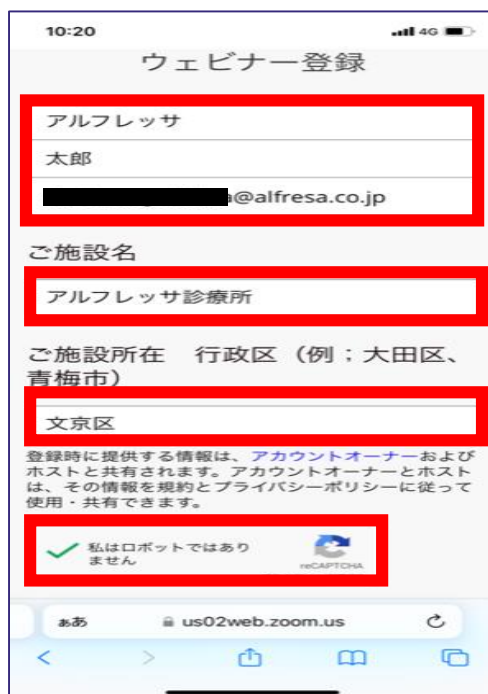 10:20
4G
ウェビナー登録
アルフレッサ
太郎
a@alfresa.co.jp
ご施設名
アルフレッサ診療所
ご施設所在　行政区（例；大田区、
青梅市）
文京区
登録時に提供する情報は、アカウントオーナーおよび
ホストと共有されます。アカウントオーナーとホスト
は、その情報を規約とプライバシーポリシーに従って
使用・共有できます。
私はロボットではあり
ません
reCAPTCHA
ぁあ
us02web.zoom.us